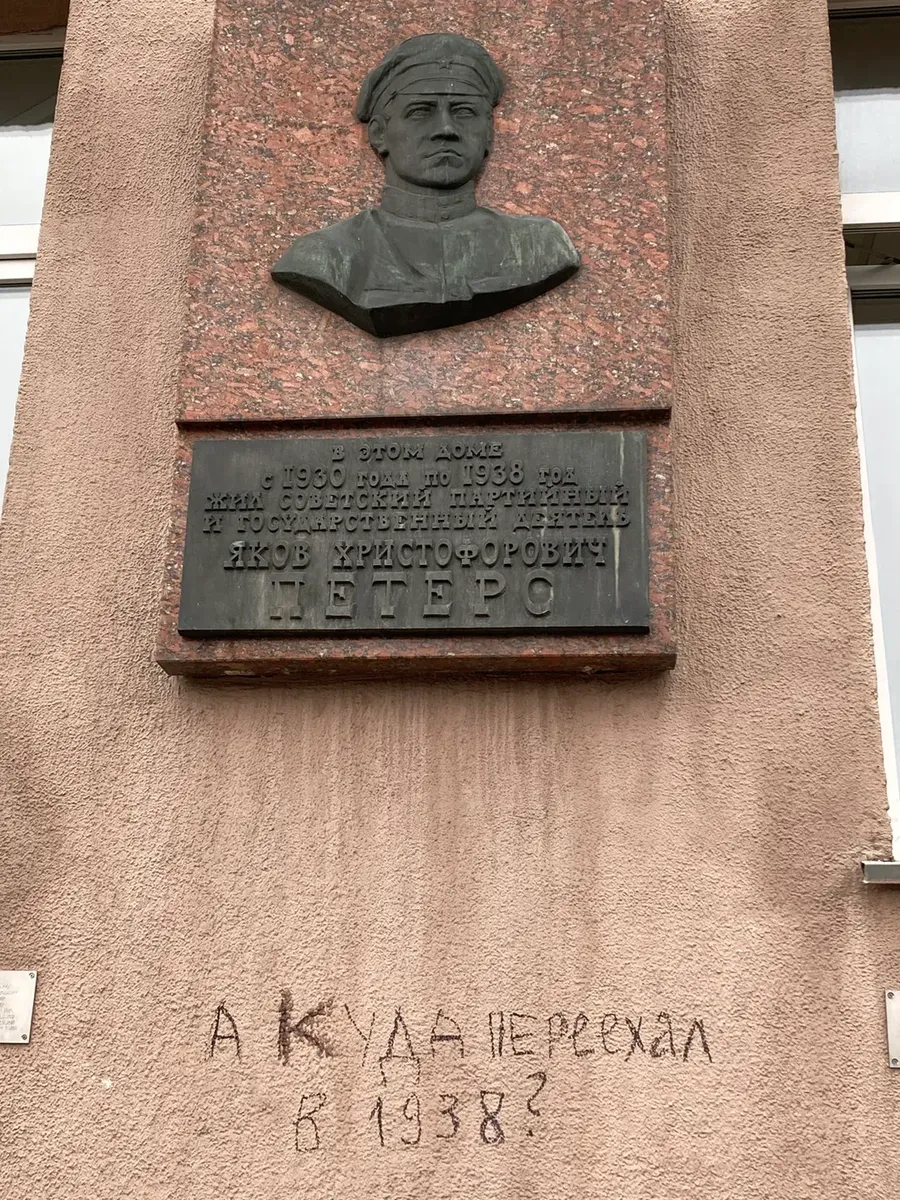 В ЭТОМ ДОМЕ
С 1930 ГОДА ПО 1938 ГОД
ЖИЛ СОВЕТСКИЙ ПАРТИЙНЫЙ
И ГОСУДАРСТВЕННЫЙ ДЕЯТЕЛЬ
ЯКОВ ХРИСТОФОРОВИЧ
ПЕТЕРС
А КУДА ПЕРЕЕХАЛ
В 1938?